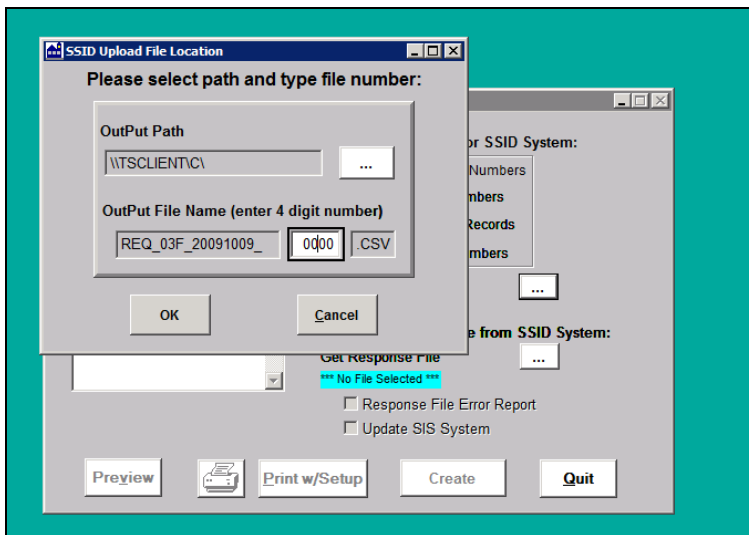 SSID Upload File Location
Please select path and type file number:
OutPut Path
\\TSCLIENT\C\
...
OutPut File Name (enter 4 digit number)
REQ_03F_20091009_ 0000 .CSV
OK Cancel
or SSID System:
Numbers
mbers
Records
mbers
...
e from SSID System:
Get Response File
...
*** No File Selected ***
Response File Error Report
Update SIS System
Preview Print w/Setup Create Quit